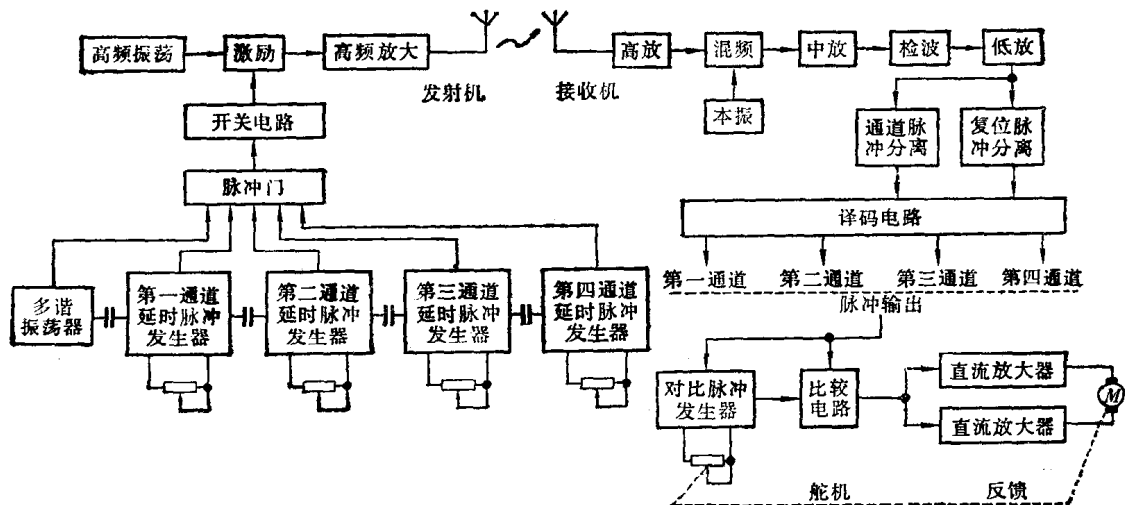 高频振荡
激励
高频放大
发射机
接收机
高放
混频
中放
检波
低放
本振
开关电路
通道脉
冲分离
复位脉
冲分离
脉冲门
译码电路
多谐
振荡器
第一通道
延时脉冲
发生器
第二通道
延时脉冲
发生器
第三通道
延时脉冲
发生器
第四通道
延时脉冲
发生器
第一通道
第二通道
第三通道
第四通道
脉冲输出
对比脉冲
发生器
比较
电路
直流放大器
直流放大器
M
舵机
反馈